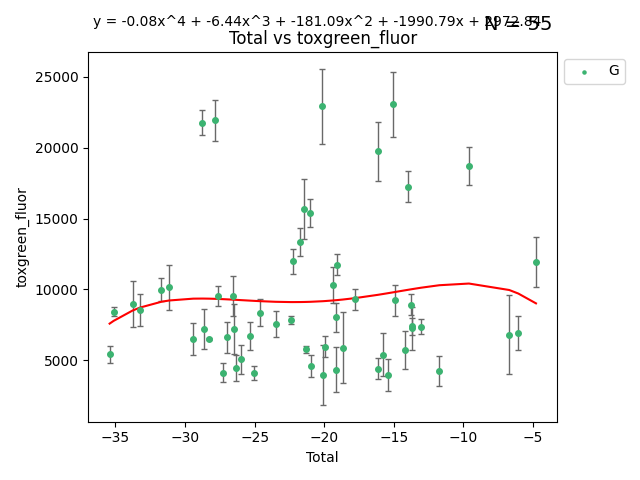 y = -0.08x^4 + -6.44x^3 + -181.09x^2 + -1990.79x +
N = 55
Total vs toxgreen_fluor
G
25000
20000
15000
10000
5000
toxgreen_fluor
−35 −30 −25 −20 −15 −10 −5
Total